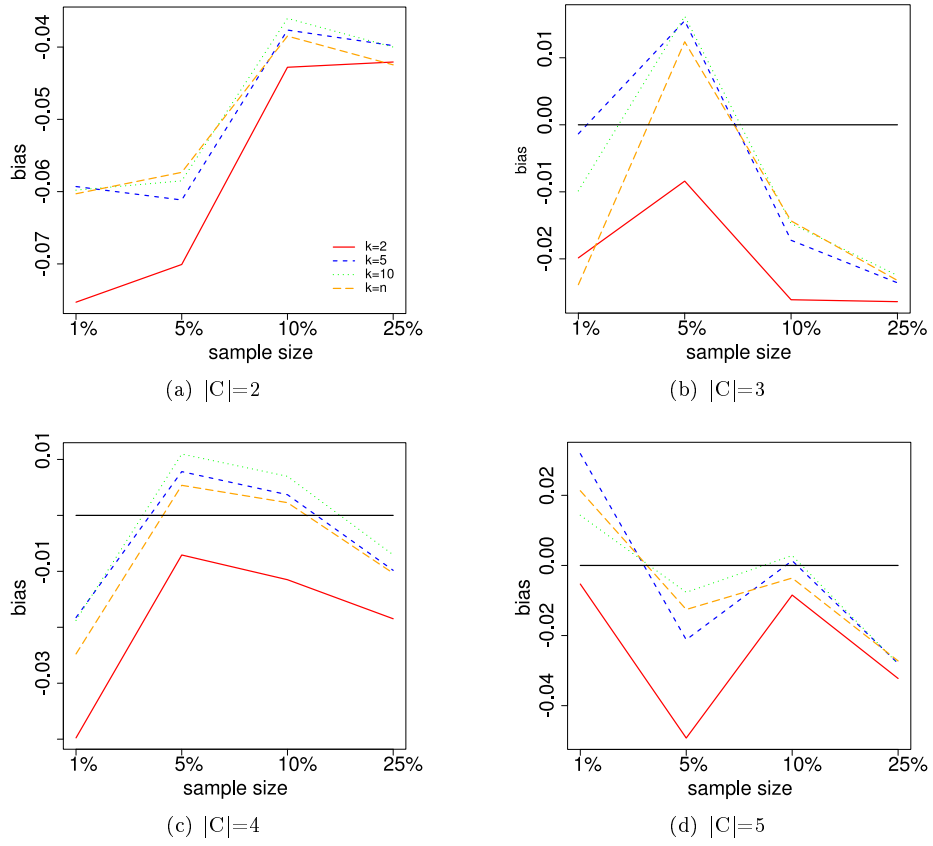 -0.04
-0.05
-0.06
-0.07
bias
k=2
k=5
k=10
k=n
1%
5%
10%
25%
sample size
(a) |C|=2
0.01
0.00
-0.01
-0.02
bias
1%
5%
10%
25%
sample size
(b) |C|=3
0.01
-0.01
-0.03
bias
1%
5%
10%
25%
sample size
(c) |C|=4
0.02
0.00
-0.02
-0.04
bias
1%
5%
10%
25%
sample size
(d) |C|=5